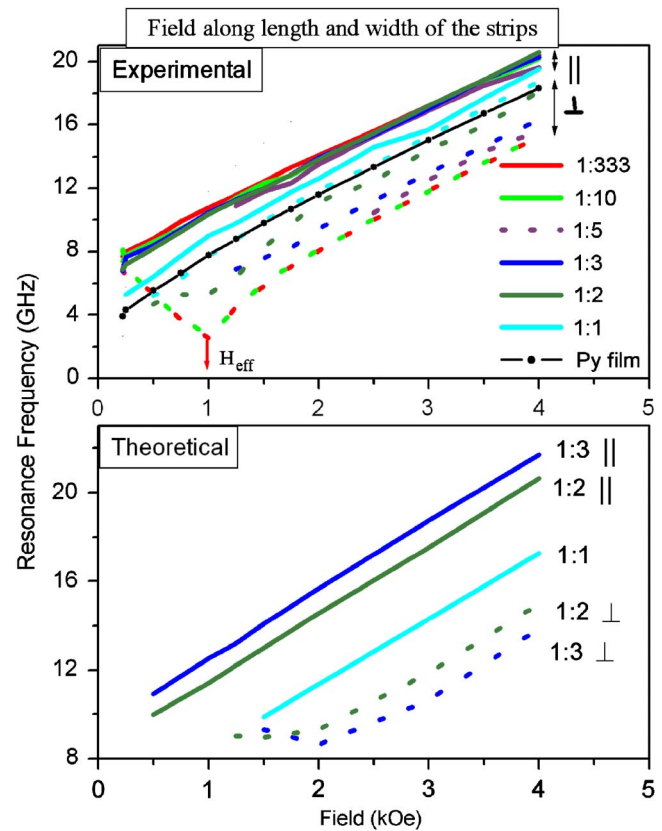 Field along length and width of the strips
Experimental
||
⊥
1:333
1:10
1:5
1:3
1:2
1:1
Py film
H_eff
20
16
12
8
4
0
0 1 2 3 4 5
Resonance Frequency (GHz)
Theoretical
1:3 ||
1:2 ||
1:1
1:2 ⊥
1:3 ⊥
20
16
12
8
0 1 2 3 4 5
Field (kOe)